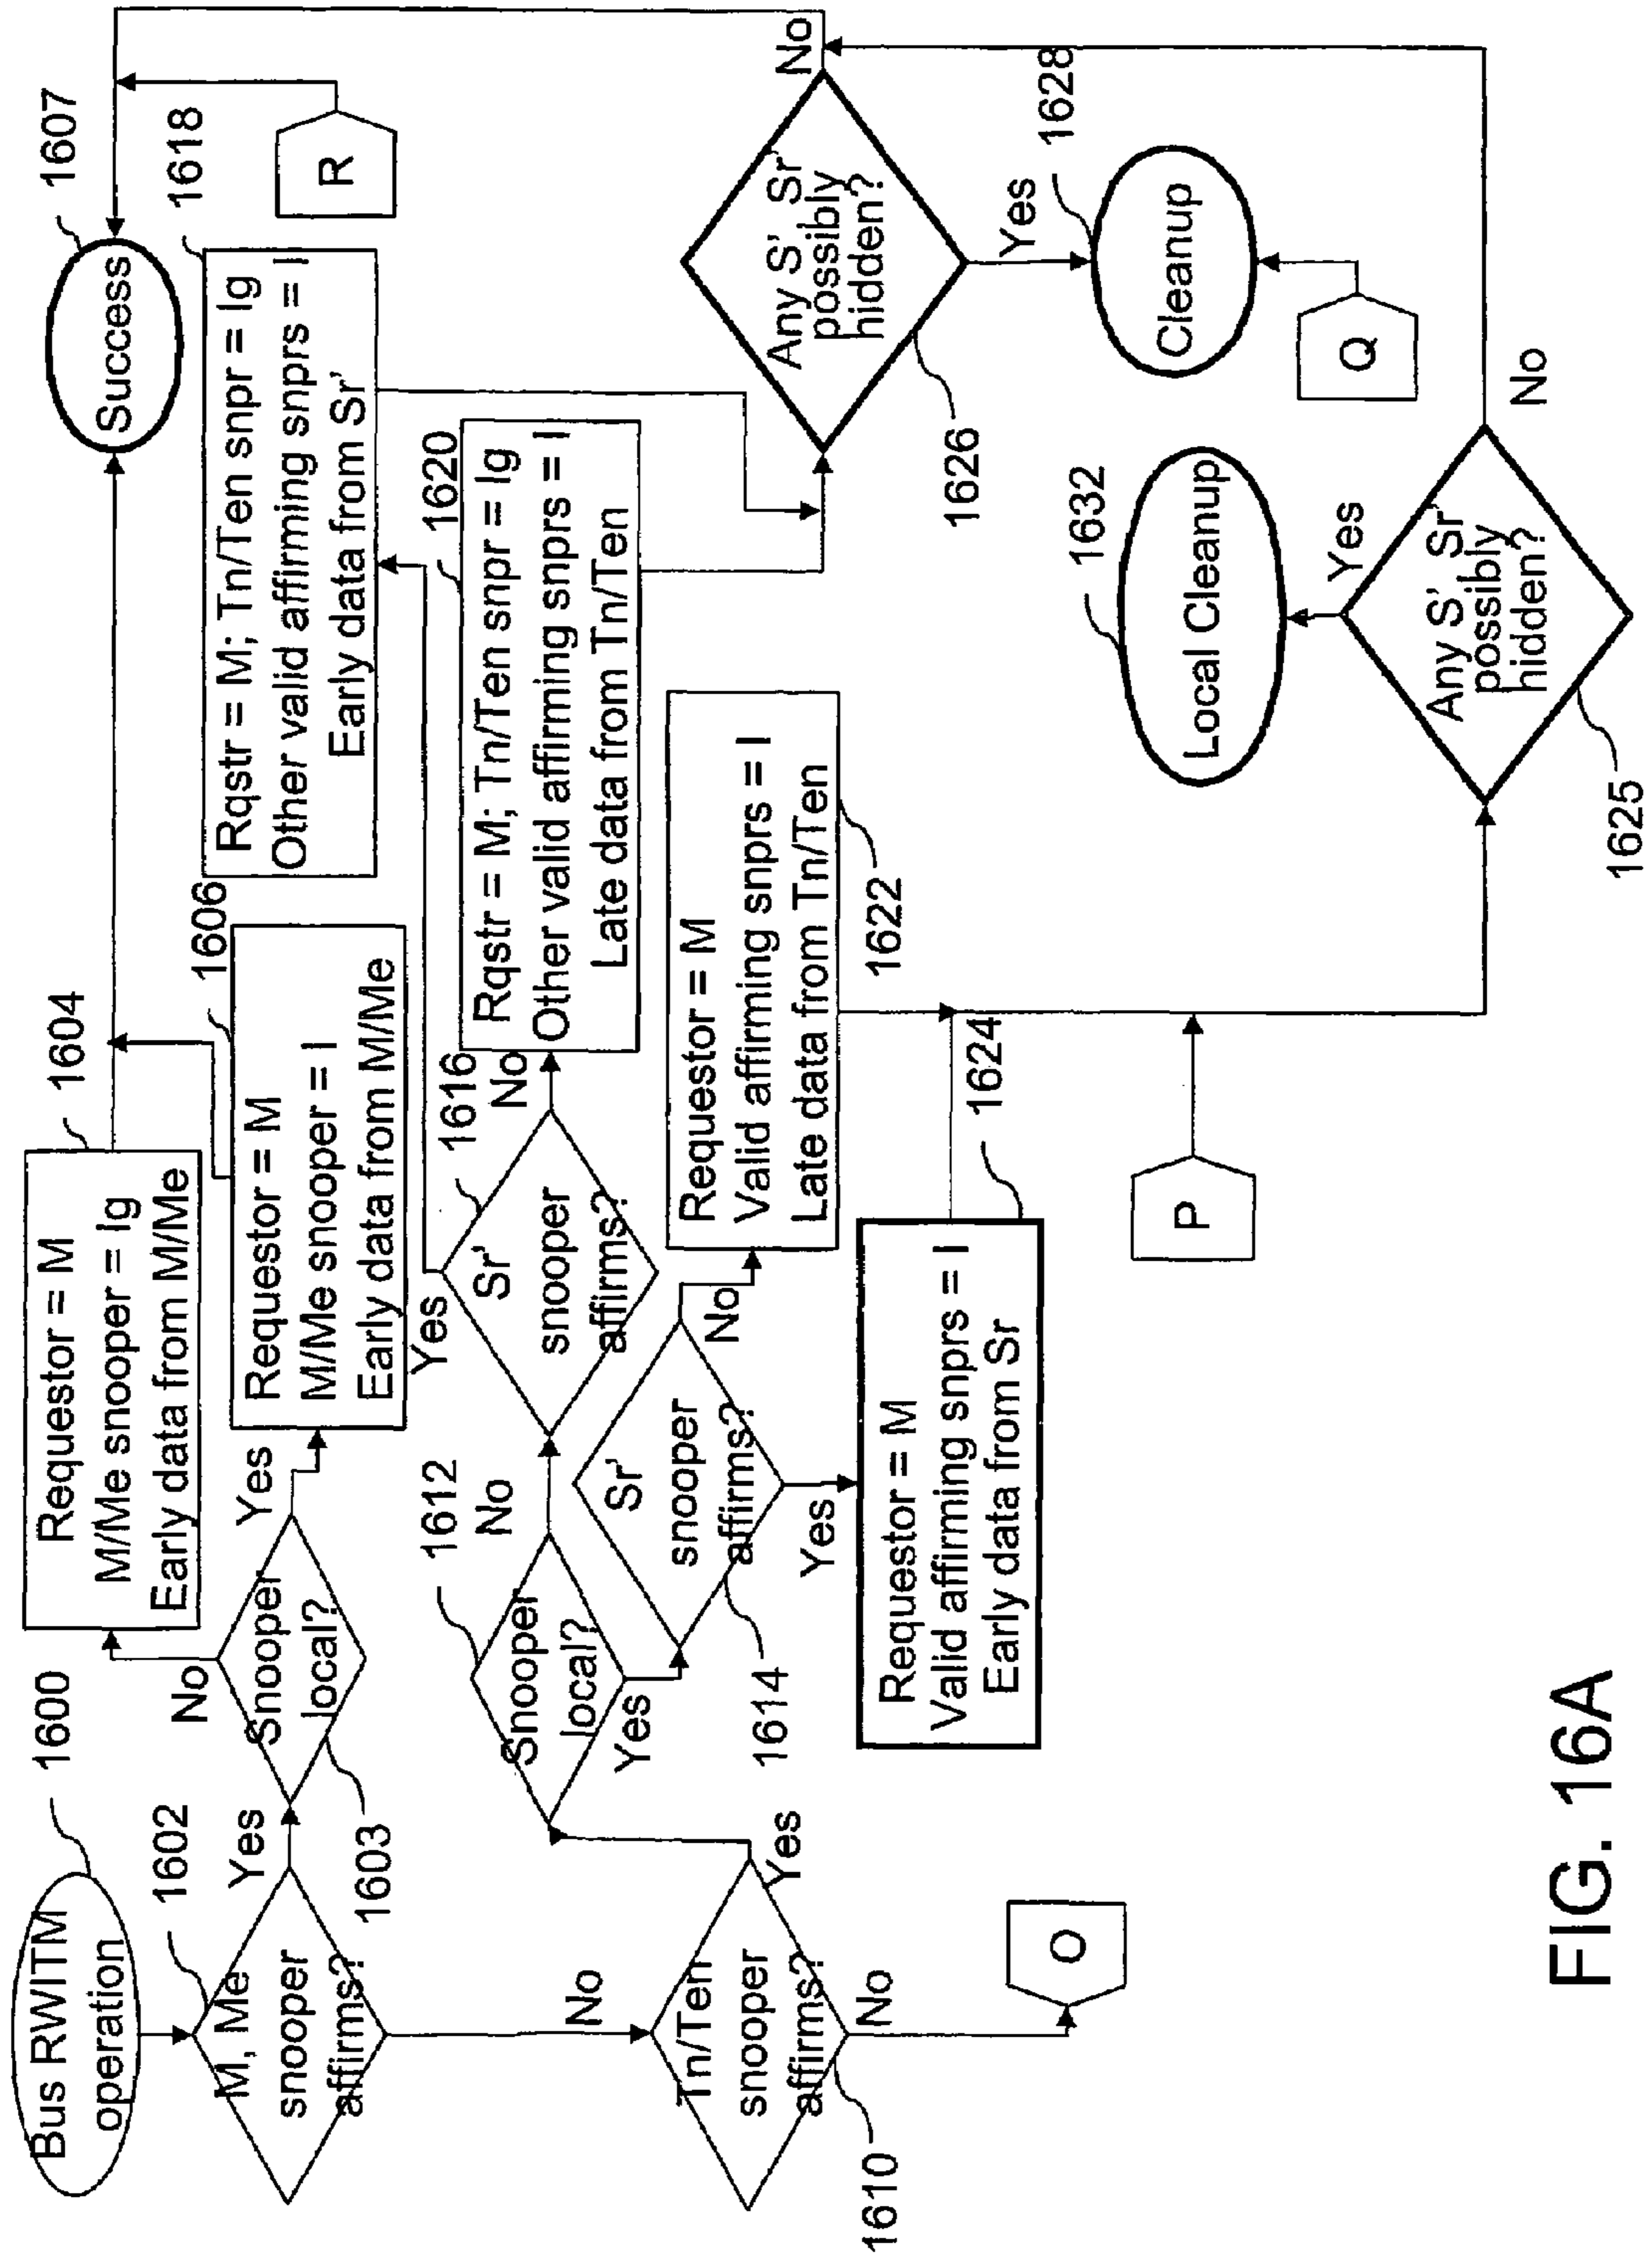 Bus RWITM
operation
1600
M, Me
snooper
affirms?
1602
Yes
No
Snooper
local?
1603
No
Yes
Requestor = M
M/Me snooper = Ig
Early data from M/Me
1604
Requestor = M
M/Me snooper = I
Early data from M/Me
1606
Success
1607
R
Tn/Ten
snooper
affirms?
1610
Yes
No
O
Snooper
local?
1612
No
Yes
Sr'
snooper
affirms?
1614
No
Yes
Sr'
snooper
affirms?
1616
Yes
No
Rqstr = M; Tn/Ten snpr = Ig
Other valid affirming snprs = I
Early data from Sr'
1618
Rqstr = M; Tn/Ten snpr = Ig
Other valid affirming snprs = I
Late data from Tn/Ten
1620
Requestor = M
Valid affirming snprs = I
Late data from Tn/Ten
1622
Requestor = M
Valid affirming snprs = I
Early data from Sr
1624
P
Any S' Sr'
possibly
hidden?
1626
No
Yes
Cleanup
1628
Q
Any S' Sr'
possibly
hidden?
1625
Yes
No
Local Cleanup
1632
FIG. 16A